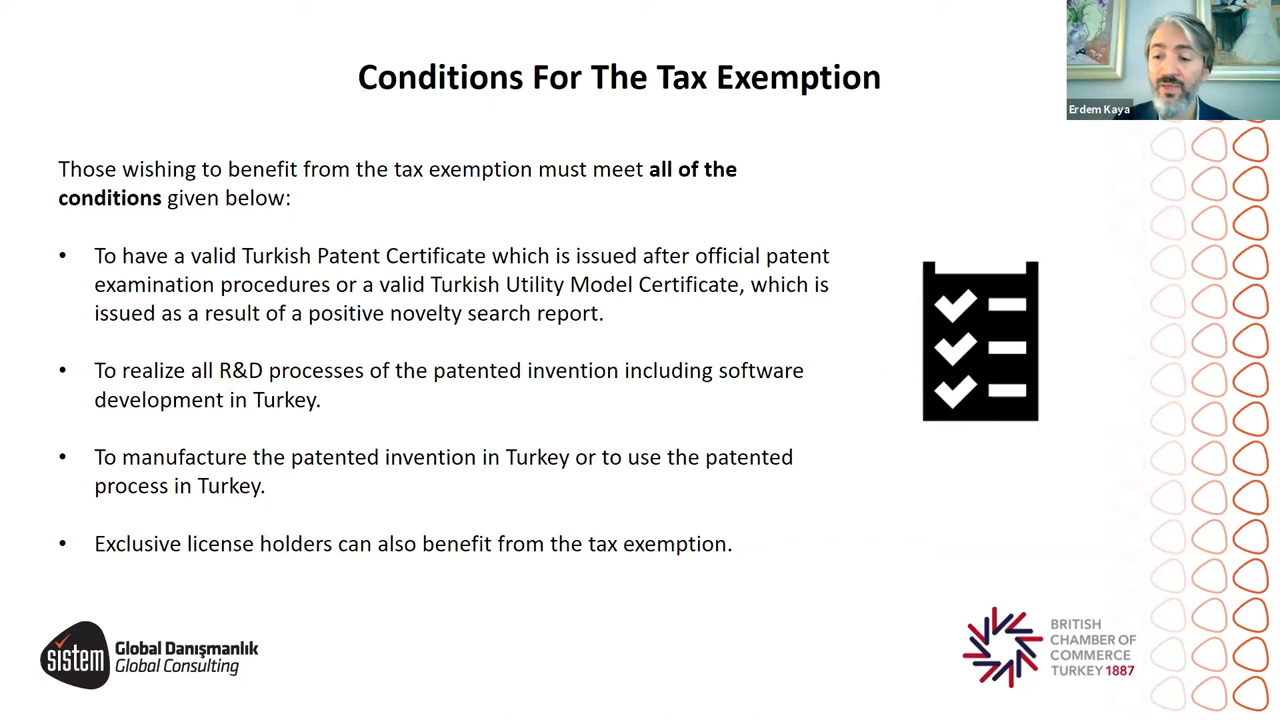 Conditions For The Tax Exemption
Erdem Kaya
Those wishing to benefit from the tax exemption must meet all of the
conditions given below:
• To have a valid Turkish Patent Certificate which is issued after official patent
examination procedures or a valid Turkish Utility Model Certificate, which is
issued as a result of a positive novelty search report.
• To realize all R&D processes of the patented invention including software
development in Turkey.
• To manufacture the patented invention in Turkey or to use the patented
process in Turkey.
• Exclusive license holders can also benefit from the tax exemption.
sistem
Global Danışmanlık
Global Consulting
BRITISH
CHAMBER OF
COMMERCE
TURKEY 1887